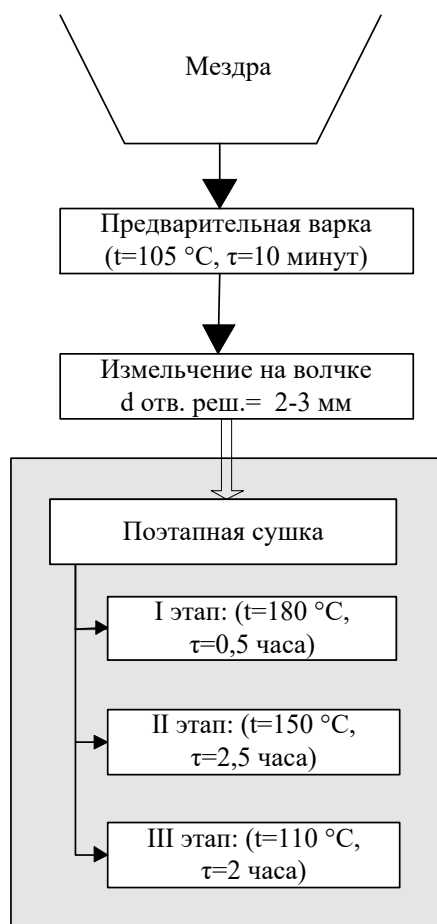 Мездра
Предварительная варка
(t=105 °C, τ=10 минут)
Измельчение на волчке
d отв. реш.= 2-3 мм
Поэтапная сушка
I этап: (t=180 °C,
τ=0,5 часа)
II этап: (t=150 °C,
τ=2,5 часа)
III этап: (t=110 °C,
τ=2 часа)